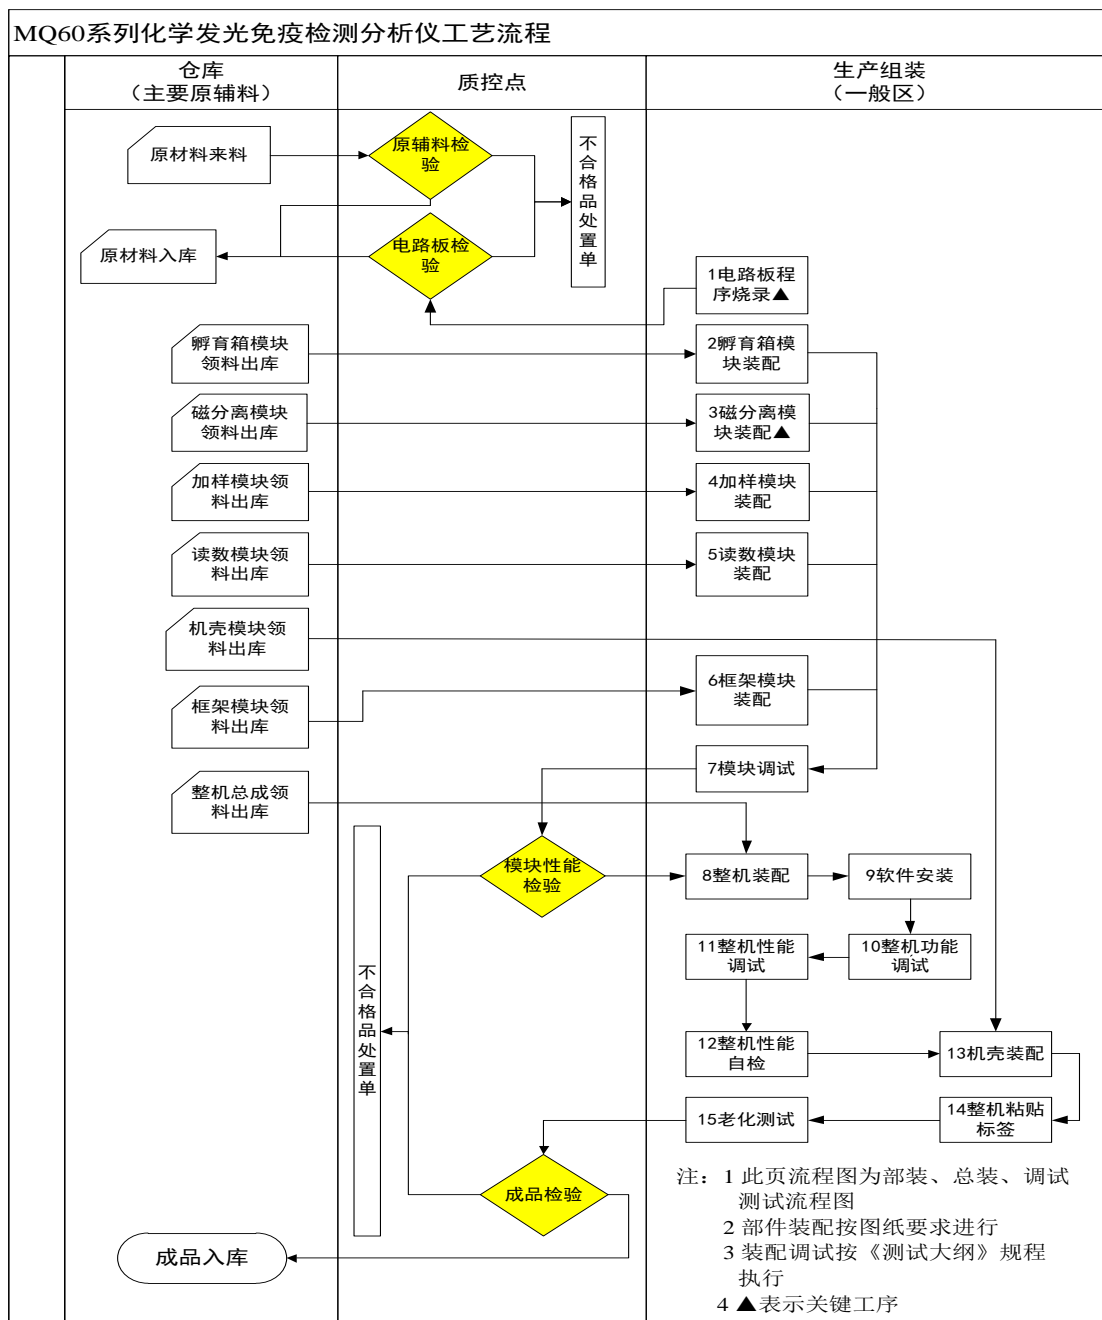 MQ60系列化学发光免疫检测分析仪工艺流程
仓库
（主要原辅料）
质控点
生产组装
（一般区）
原材料来料
原辅料检
验
不合格品处置单
原材料入库
电路板检
验
1电路板程
序烧录▲
孵育箱模块
领料出库
2孵育箱模
块装配
磁分离模块
领料出库
3磁分离模
块装配▲
加样模块领
料出库
4加样模块
装配
读数模块领
料出库
5读数模块
装配
机壳模块领
料出库
框架模块领
料出库
6框架模块
装配
7模块调试
整机总成领
料出库
模块性能
检验
8整机装配
9软件安装
11整机性能
调试
10整机功能
调试
不合格品处置单
12整机性能
自检
13机壳装配
15老化测试
14整机粘贴
标签
成品检验
成品入库
注：1 此页流程图为部装、总装、调试
测试流程图
2 部件装配按图纸要求进行
3 装配调试按《测试大纲》规程
执行
4 ▲表示关键工序